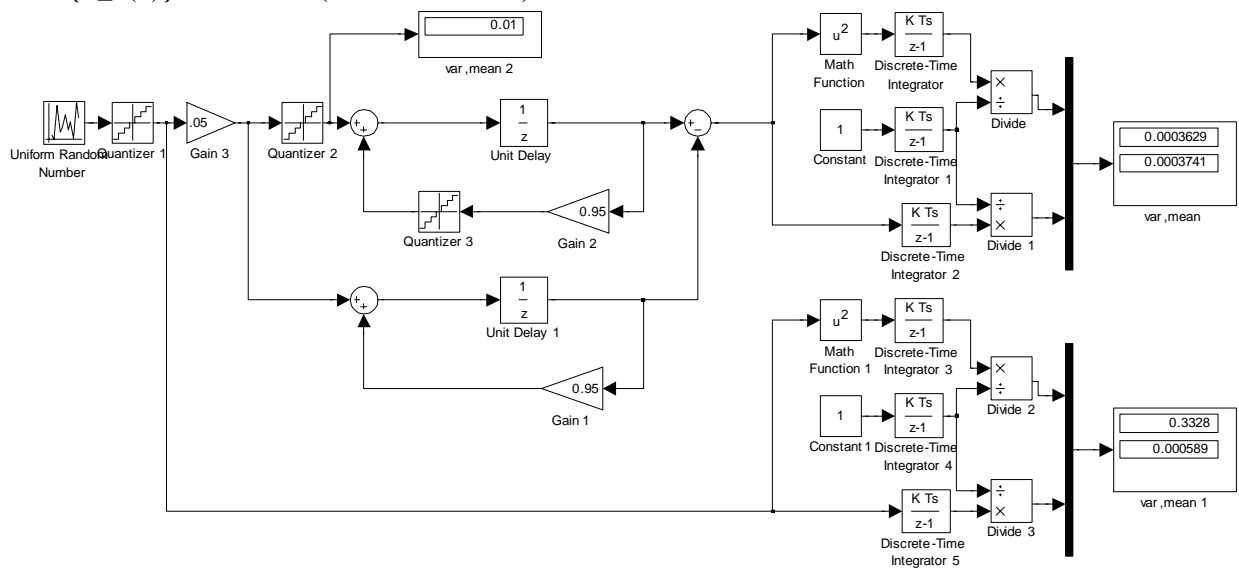 0.01
var ,mean 2
Uniform Random
Number
Quantizer 1
.05
Gain 3
Quantizer 2
+
+
1
z
Unit Delay
+
−
Quantizer 3
0.95
Gain 2
+
+
1
z
Unit Delay 1
0.95
Gain 1
u2
Math
Function
K Ts
z-1
Discrete-Time
Integrator
1
Constant
K Ts
z-1
Discrete-Time
Integrator 1
×
÷
Divide
K Ts
z-1
Discrete-Time
Integrator 2
÷
×
Divide 1
0.0003629
0.0003741
var ,mean
u2
Math
Function 1
K Ts
z-1
Discrete-Time
Integrator 3
1
Constant 1
K Ts
z-1
Discrete-Time
Integrator 4
×
÷
Divide 2
K Ts
z-1
Discrete-Time
Integrator 5
÷
×
Divide 3
0.3328
0.000589
var ,mean 1